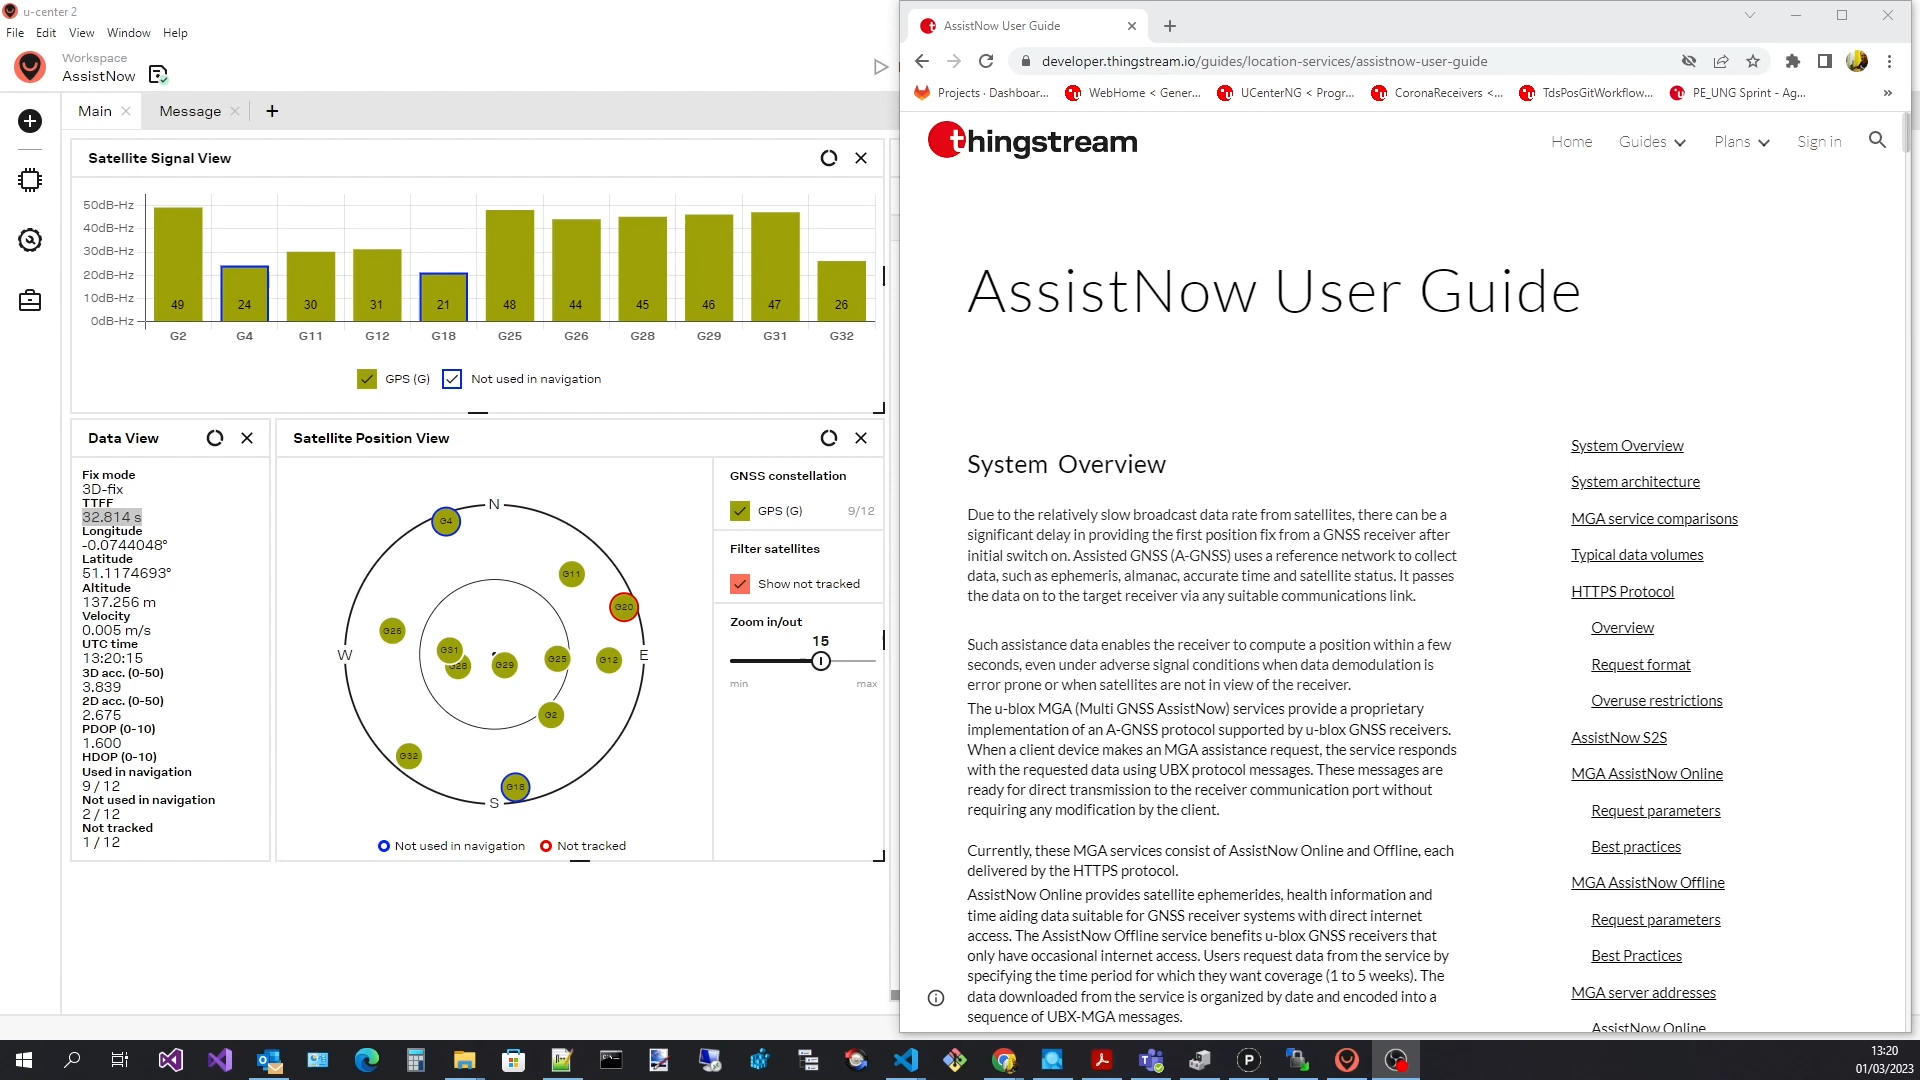 u-center 2
File Edit View Window Help
Workspace
AssistNow
Main
Message
Satellite Signal View
50dB-Hz
40dB-Hz
30dB-Hz
20dB-Hz
10dB-Hz
0dB-Hz
49 24 30 31 21 48 44 45 46 47 26
G2 G4 G11 G12 G18 G25 G26 G28 G29 G31 G32
GPS (G) Not used in navigation
Data View
Fix mode
3D-fix
TTFF
32.814 s
Longitude
-0.0744048°
Latitude
51.1174693°
Altitude
137.256 m
Velocity
0.005 m/s
UTC time
13:20:15
3D acc. (0-50)
3.839
2D acc. (0-50)
2.675
PDOP (0-10)
1.600
HDOP (0-10)
Used in navigation
9 / 12
Not used in navigation
2 / 12
Not tracked
1 / 12
Satellite Position View
N
G4
G11
G20
G26
G31
W
G28
G29
G25
G12
E
G2
G32
G18
S
Not used in navigation Not tracked
GNSS constellation
GPS (G) 9/12
Filter satellites
Show not tracked
Zoom in/out
15
min max
AssistNow User Guide
developer.thingstream.io/guides/location-services/assistnow-user-guide
Projects · Dashboar... WebHome < Gener... UCenterNG < Progr... CoronaReceivers <... TdsPosGitWorkflow... PE_UNG Sprint - Ag... »
thingstream
Home Guides Plans Sign in
AssistNow User Guide
System Overview
Due to the relatively slow broadcast data rate from satellites, there can be a
significant delay in providing the first position fix from a GNSS receiver after
initial switch on. Assisted GNSS (A-GNSS) uses a reference network to collect
data, such as ephemeris, almanac, accurate time and satellite status. It passes
the data on to the target receiver via any suitable communications link.
Such assistance data enables the receiver to compute a position within a few
seconds, even under adverse signal conditions when data demodulation is
error prone or when satellites are not in view of the receiver.
The u-blox MGA (Multi GNSS AssistNow) services provide a proprietary
implementation of an A-GNSS protocol supported by u-blox GNSS receivers.
When a client device makes an MGA assistance request, the service responds
with the requested data using UBX protocol messages. These messages are
ready for direct transmission to the receiver communication port without
requiring any modification by the client.
Currently, these MGA services consist of AssistNow Online and Offline, each
delivered by the HTTPS protocol.
AssistNow Online provides satellite ephemerides, health information and
time aiding data suitable for GNSS receiver systems with direct internet
access. The AssistNow Offline service benefits u-blox GNSS receivers that
only have occasional internet access. Users request data from the service by
specifying the time period for which they want coverage (1 to 5 weeks). The
data downloaded from the service is organized by date and encoded into a
sequence of UBX-MGA messages.
System Overview
System architecture
MGA service comparisons
Typical data volumes
HTTPS Protocol
Overview
Request format
Overuse restrictions
AssistNow S2S
MGA AssistNow Online
Request parameters
Best practices
MGA AssistNow Offline
Request parameters
Best Practices
MGA server addresses
AssistNow Online
13:20
01/03/2023